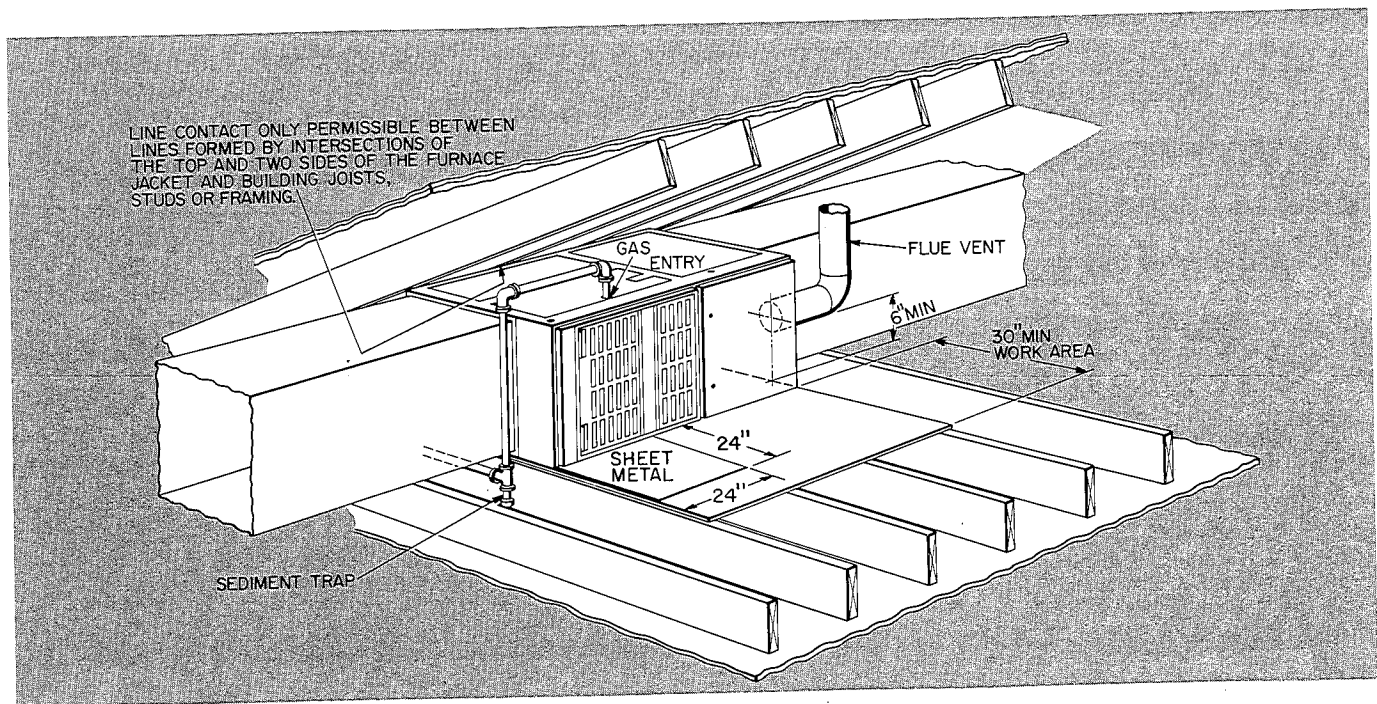 LINE CONTACT ONLY PERMISSIBLE BETWEEN
LINES FORMED BY INTERSECTIONS OF
THE TOP AND TWO SIDES OF THE FURNACE
JACKET AND BUILDING JOISTS,
STUDS OR FRAMING.
GAS
ENTRY
FLUE VENT
6"MIN
30"MIN
WORK AREA
24"
SHEET
METAL
24"
SEDIMENT TRAP